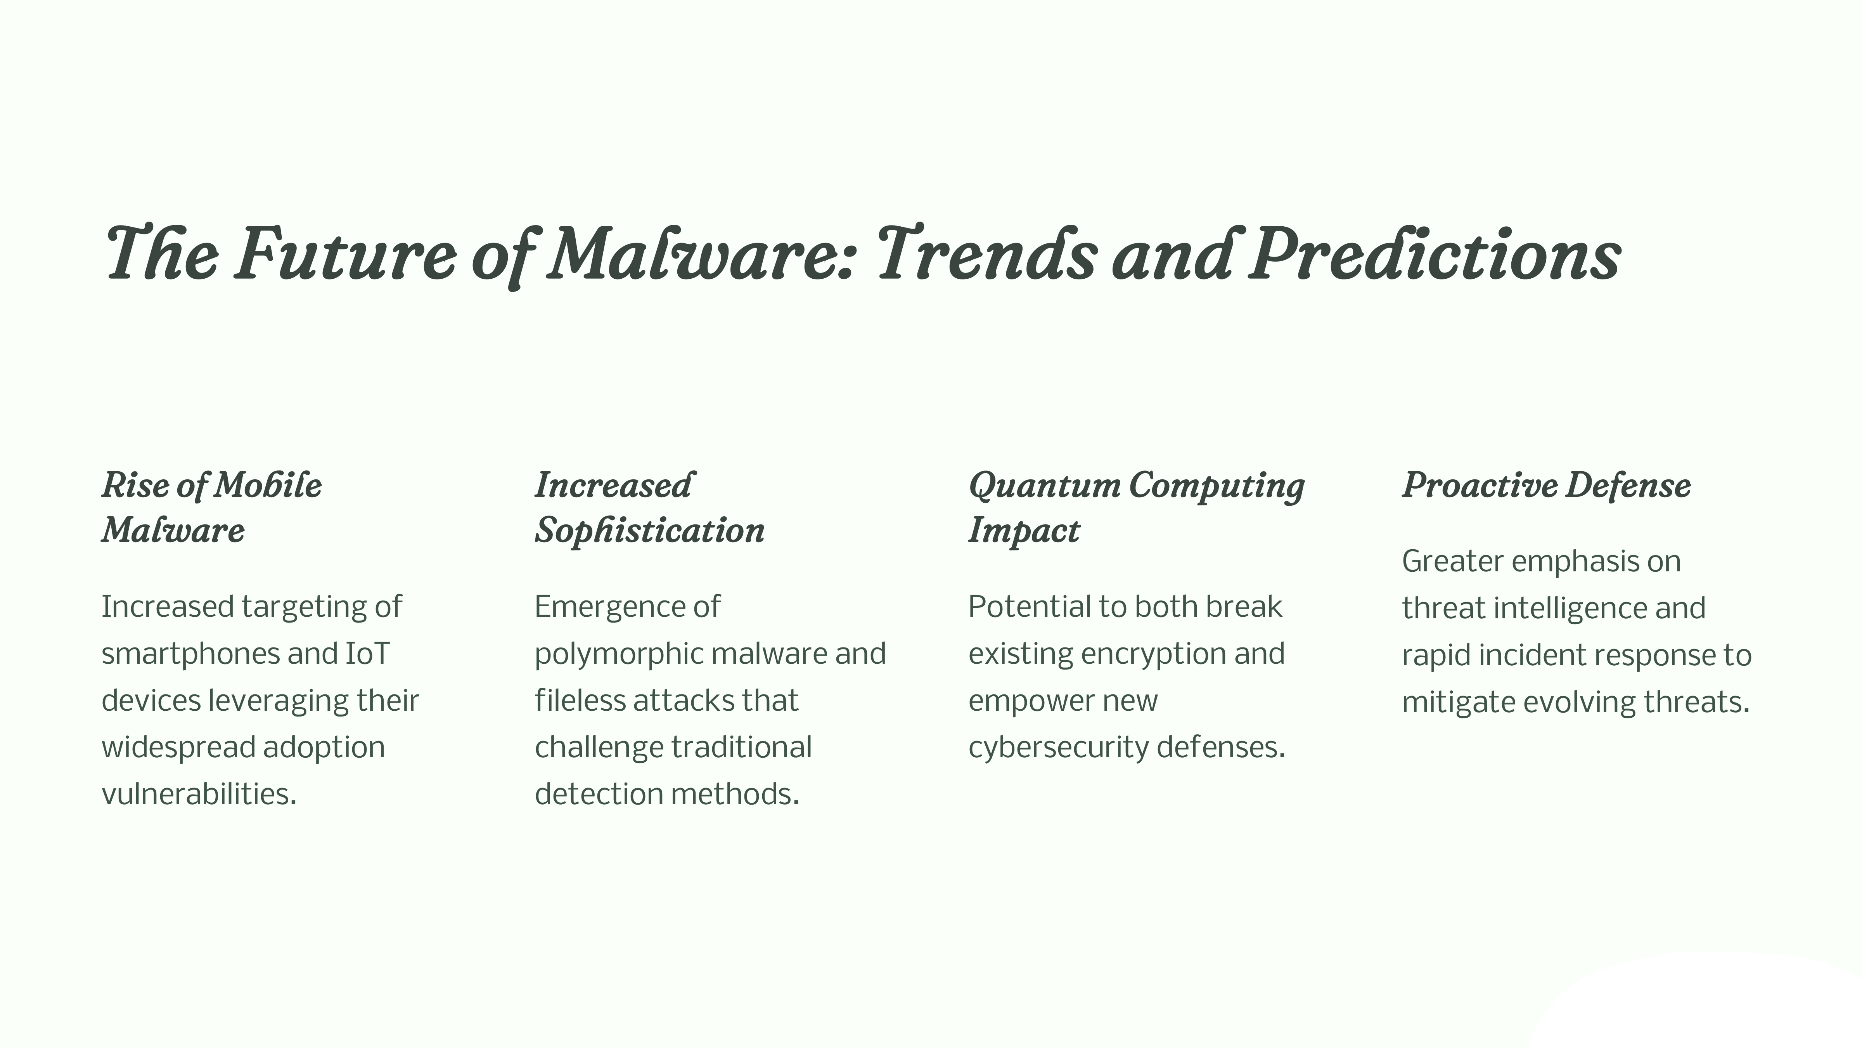 The Future of Malware: Trends and Predictions
Rise of Mobile
Malware
Increased targeting of
smartphones and IoT
devices leveraging their
widespread adoption
vulnerabilities.
Increased
Sophistication
Emergence of
polymorphic malware and
fileless attacks that
challenge traditional
detection methods.
Quantum Computing
Impact
Potential to both break
existing encryption and
empower new
cybersecurity defenses.
Proactive Defense
Greater emphasis on
threat intelligence and
rapid incident response to
mitigate evolving threats.